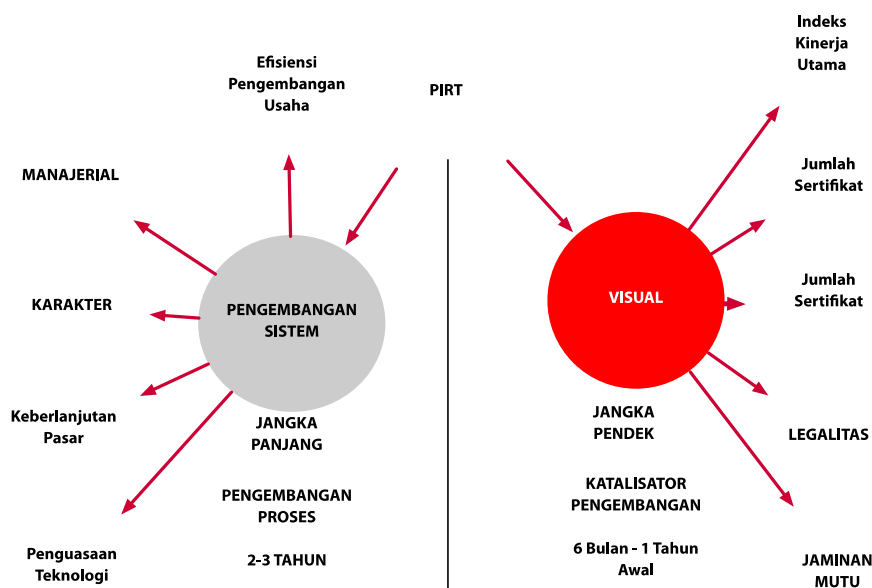 Efisiensi
Pengembangan
Usaha
PIRT
MANAJERIAL
KARAKTER
PENGEMBANGAN
SISTEM
Keberlanjutan
Pasar
JANGKA
PANJANG
PENGEMBANGAN
PROSES
Penguasaan
Teknologi
2-3 TAHUN
Indeks
Kinerja
Utama
Jumlah
Sertifikat
Jumlah
Sertifikat
VISUAL
JANGKA
PENDEK
LEGALITAS
KATALISATOR
PENGEMBANGAN
6 Bulan - 1 Tahun
Awal
JAMINAN
MUTU